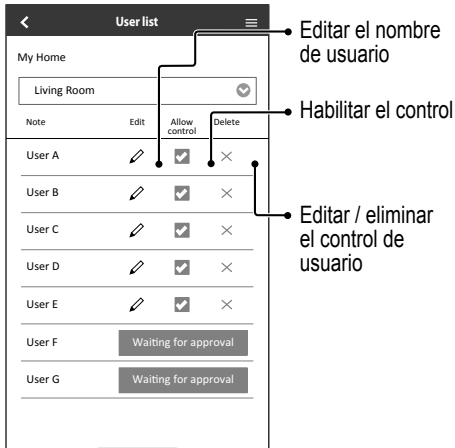 User list
My Home
Living Room
Note Edit Allow control Delete
User A
User B
User C
User D
User E
User F Waiting for approval
User G Waiting for approval
Editar el nombre
de usuario
Habilitar el control
Editar / eliminar
el control de
usuario